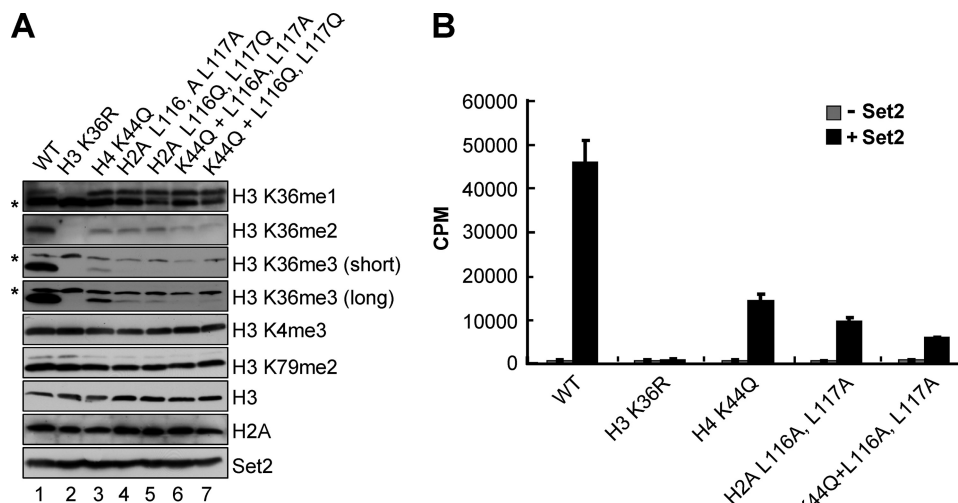 A
WT
H3 K36R
H4 K44Q
H2A L116, A L117A
H2A L116Q, L117Q
K44Q + L116A, L117A
K44Q + L116Q, L117Q
* H3 K36me1
H3 K36me2
* H3 K36me3 (short)
* H3 K36me3 (long)
H3 K4me3
H3 K79me2
H3
H2A
Set2
1 2 3 4 5 6 7
B
60000
50000
40000
30000
20000
10000
0
CPM
- Set2
+ Set2
WT
H3 K36R
H4 K44Q
H2A L116A, L117A
K44Q+L116A, L117A